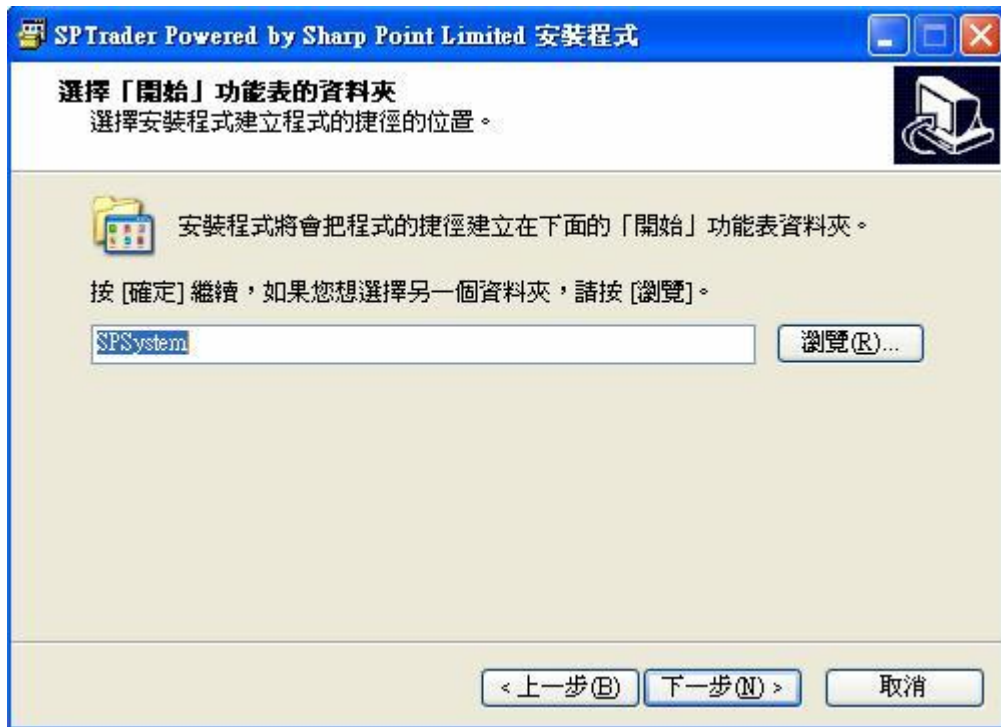 SPTrader Powered by Sharp Point Limited 安裝程式
選擇「開始」功能表的資料夾
選擇安裝程式建立程式的捷徑的位置。
安裝程式將會把程式的捷徑建立在下面的「開始」功能表資料夾。
按 [確定] 繼續，如果您想選擇另一個資料夾，請按 [瀏覽]。
SPSystem
瀏覽(R)...
< 上一步(B)
下一步(N) >
取消